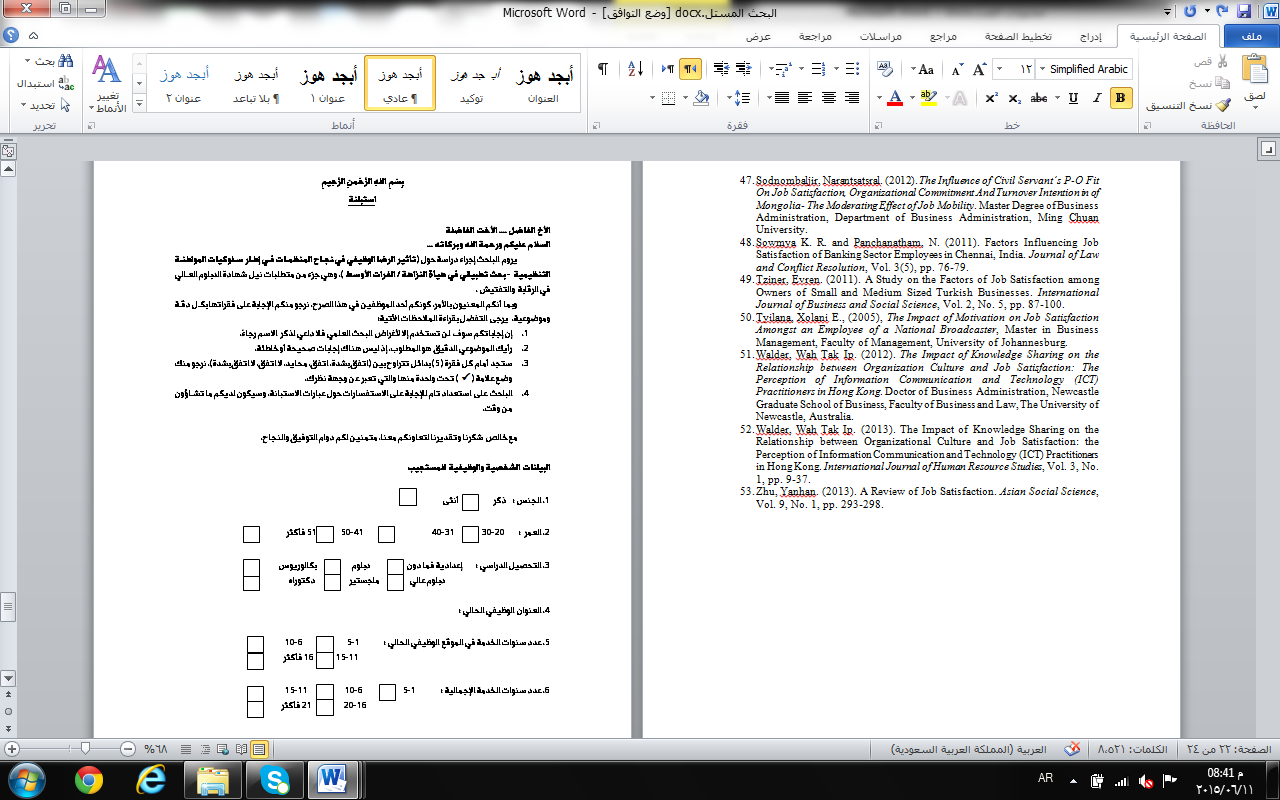 البحث المستل.docx [وضع التوافق] - Microsoft Word
ملف
الصفحة الرئيسية
إدراج
تخطيط الصفحة
مراجع
مراسلات
مراجعة
عرض
لصق
قص
نسخ
نسخ التنسيق
الحافظة
Simplified Arabic
١٢
خط
فقرة
أبجد هوز
العنوان
أبجد هوز
توكيد
أبجد هوز
¶ عادي
أبجد هوز
عنوان ١
أبجد هوز
¶ بلا تباعد
أبجد هوز
عنوان ٢
تغيير الأنماط
أنماط
بحث
استبدال
تحديد
تحرير
47. Sodnombaljir, Narantsatsral. (2012). The Influence of Civil Servant's P-O Fit
On Job Satisfaction, Organizational Commitment And Turnover Intention in of
Mongolia- The Moderating Effect of Job Mobility. Master Degree of Business
Administration, Department of Business Administration, Ming Chuan
University.
48. Sowmya K. R. and Panchanatham, N. (2011). Factors Influencing Job
Satisfaction of Banking Sector Employees in Chennai, India. Journal of Law
and Conflict Resolution, Vol. 3(5), pp. 76-79.
49. Tziner, Evren. (2011). A Study on the Factors of Job Satisfaction among
Owners of Small and Medium Sized Turkish Businesses. International
Journal of Business and Social Science, Vol. 2, No. 5, pp. 87-100.
50. Tyilana, Xolani E., (2005), The Impact of Motivation on Job Satisfaction
Amongst an Employee of a National Broadcaster, Master in Business
Management, Faculty of Management, University of Johannesburg.
51. Walder, Wah Tak Ip. (2012). The Impact of Knowledge Sharing on the
Relationship between Organization Culture and Job Satisfaction: The
Perception of Information Communication and Technology (ICT)
Practitioners in Hong Kong. Doctor of Business Administration, Newcastle
Graduate School of Business, Faculty of Business and Law, The University of
Newcastle, Australia.
52. Walder, Wah Tak Ip. (2013). The Impact of Knowledge Sharing on the
Relationship between Organizational Culture and Job Satisfaction: the
Perception of Information Communication and Technology (ICT) Practitioners
in Hong Kong. International Journal of Human Resource Studies, Vol. 3, No.
1, pp. 9-37.
53. Zhu, Yanhan. (2013). A Review of Job Satisfaction. Asian Social Science,
Vol. 9, No. 1, pp. 293-298.
بِسْمِ اللهِ الرَّحْمنِ الرَّحِيمِ
استبانة
الأخ الفاضل .... الأخت الفاضلة
السلام عليكم ورحمة الله وبركاته ...
يروم الباحث إجراء دراسة حول (تأثير الرضا الوظيفي في نجاح المنظمات في إطار سلوكيات المواطنة
التنظيمية - بحث تطبيقي في هيأة النزاهة / الفرات الأوسط)، وهي جزء من متطلبات نيل شهادة الدبلوم العالي
في الرقابة والتفتيش.
وبما أنكم المعنيون بالأمر، كونكم أحد الموظفين في هذا الصرح، نرجو منكم الإجابة على فقراتها بكل دقة
وموضوعية. يرجى التفضل بقراءة الملاحظات الآتية:
1. إن إجاباتكم سوف لن تستخدم إلا لأغراض البحث العلمي فلا داعي لذكر الاسم رجاءً.
2. رأيك الموضوعي الدقيق هو المطلوب، إذ ليس هناك إجابات صحيحة أو خاطئة.
3. ستجد أمام كل فقرة (5) بدائل تتراوح بين (اتفق بشدة، اتفق، محايد، لا اتفق، لا اتفق بشدة)، نرجو منك
وضع علامة (✓) تحت واحدة منها والتي تعبر عن وجهة نظرك.
4. الباحث على استعداد تام للإجابة على الاستفسارات حول عبارات الاستبانة، وسيكون لديكم ما تشاؤون
من وقت.
مع خالص شكرنا وتقديرنا لتعاونكم معنا، متمنين لكم دوام التوفيق والنجاح.
البيانات الشخصية والوظيفية للمستجيب
1. الجنس: ذكر أنثى
2. العمر: 20-30 31-40 41-50 51 فأكثر
3. التحصيل الدراسي: إعدادية فما دون دبلوم بكالوريوس
دبلوم عالي ماجستير دكتوراه
4. العنوان الوظيفي الحالي:
5. عدد سنوات الخدمة في الموقع الوظيفي الحالي: 1-5 6-10
11-15 16 فأكثر
6. عدد سنوات الخدمة الإجمالية: 1-5 6-10 11-15
16-20 21 فأكثر
الصفحة: ٢٢ من ٢٤
الكلمات: ٨،٥٢١
العربية (المملكة العربية السعودية)
٦٨%
AR
08:41 م
٢٠١٥/٠٦/١١